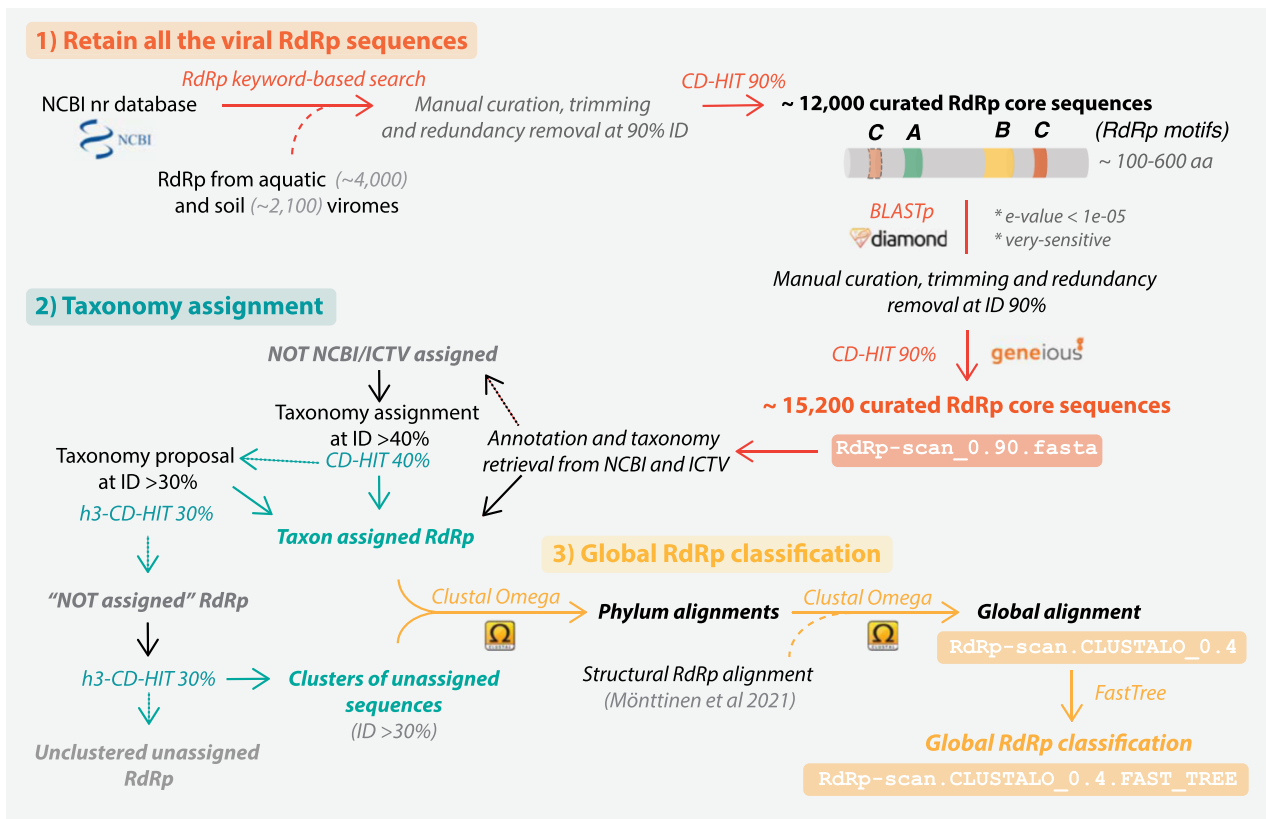 1) Retain all the viral RdRp sequences
RdRp keyword-based search
NCBI nr database
NCBI
Manual curation, trimming
and redundancy removal at 90% ID
RdRp from aquatic (~4,000)
and soil (~2,100) viromes
CD-HIT 90%
~ 12,000 curated RdRp core sequences
C A B C (RdRp motifs)
~ 100-600 aa
BLASTp
diamond
* e-value < 1e-05
* very-sensitive
Manual curation, trimming and redundancy
removal at ID 90%
CD-HIT 90%
geneious
~ 15,200 curated RdRp core sequences
RdRp-scan_0.90.fasta
2) Taxonomy assignment
NOT NCBI/ICTV assigned
Annotation and taxonomy
retrieval from NCBI and ICTV
Taxonomy assignment
at ID >40%
CD-HIT 40%
Taxonomy proposal
at ID >30%
h3-CD-HIT 30%
Taxon assigned RdRp
“NOT assigned” RdRp
h3-CD-HIT 30%
Clusters of unassigned
sequences
(ID >30%)
Unclustered unassigned
RdRp
3) Global RdRp classification
Clustal Omega
Ω
CLUSTAL
Phylum alignments
Structural RdRp alignment
(Mönttinen et al 2021)
Clustal Omega
Ω
CLUSTAL
Global alignment
RdRp-scan.CLUSTALO_0.4
FastTree
Global RdRp classification
RdRp-scan.CLUSTALO_0.4.FAST_TREE